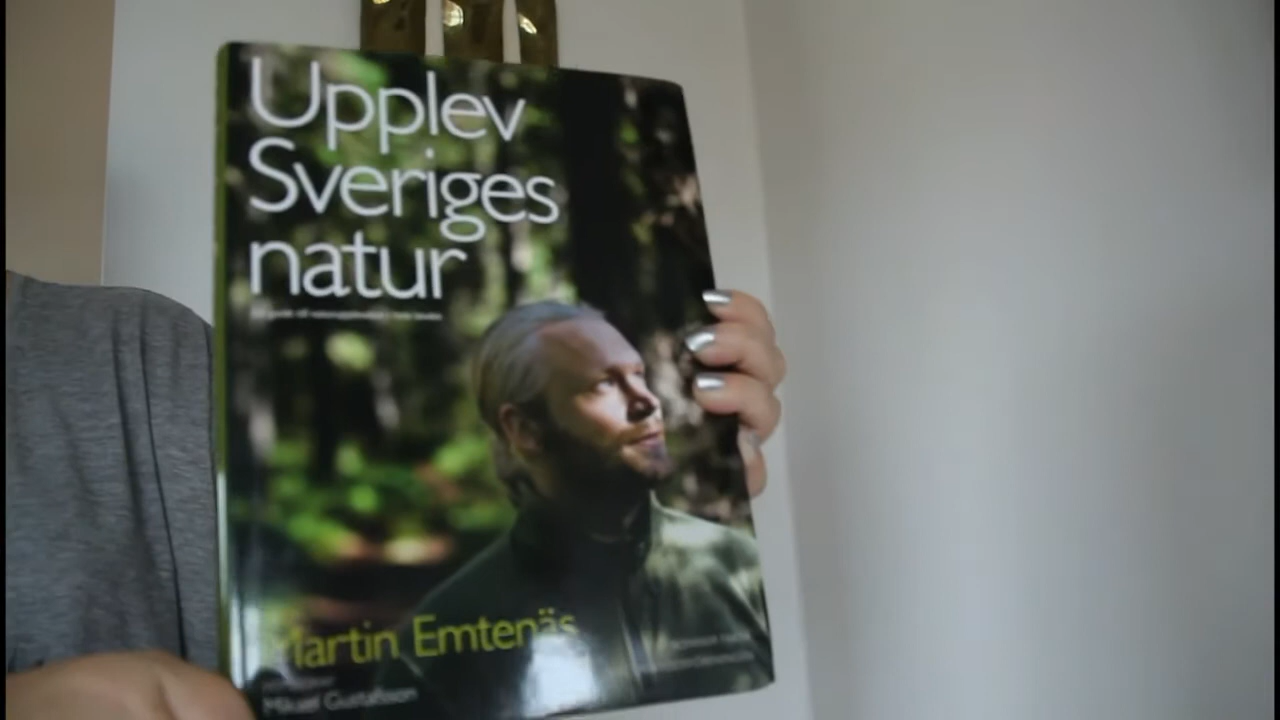 Upplev
Sveriges
natur
Martin Emtenäs
Mikael Gustafsson